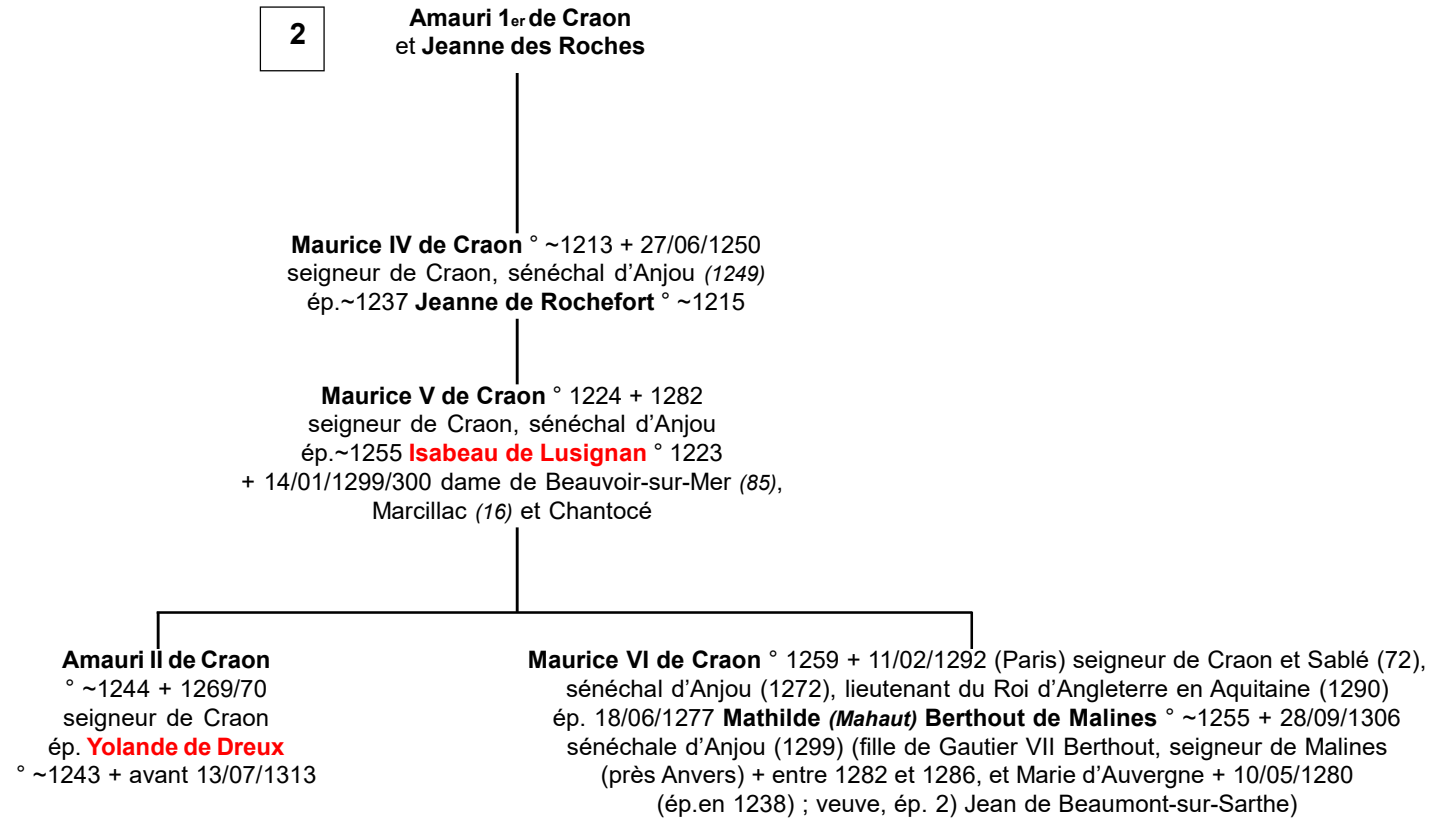 2
Amauri 1er de Craon
et Jeanne des Roches
Maurice IV de Craon ° ~1213 + 27/06/1250
seigneur de Craon, sénéchal d’Anjou (1249)
ép.~1237 Jeanne de Rochefort ° ~1215
Maurice V de Craon ° 1224 + 1282
seigneur de Craon, sénéchal d’Anjou
ép.~1255 Isabeau de Lusignan ° 1223
+ 14/01/1299/300 dame de Beauvoir-sur-Mer (85),
Marcillac (16) et Chantocé
Amauri II de Craon
° ~1244 + 1269/70
seigneur de Craon
ép. Yolande de Dreux
° ~1243 + avant 13/07/1313
Maurice VI de Craon ° 1259 + 11/02/1292 (Paris) seigneur de Craon et Sablé (72),
sénéchal d’Anjou (1272), lieutenant du Roi d’Angleterre en Aquitaine (1290)
ép. 18/06/1277 Mathilde (Mahaut) Berthout de Malines ° ~1255 + 28/09/1306
sénéchale d’Anjou (1299) (fille de Gautier VII Berthout, seigneur de Malines
(près Anvers) + entre 1282 et 1286, et Marie d’Auvergne + 10/05/1280
(ép.en 1238) ; veuve, ép. 2) Jean de Beaumont-sur-Sarthe)